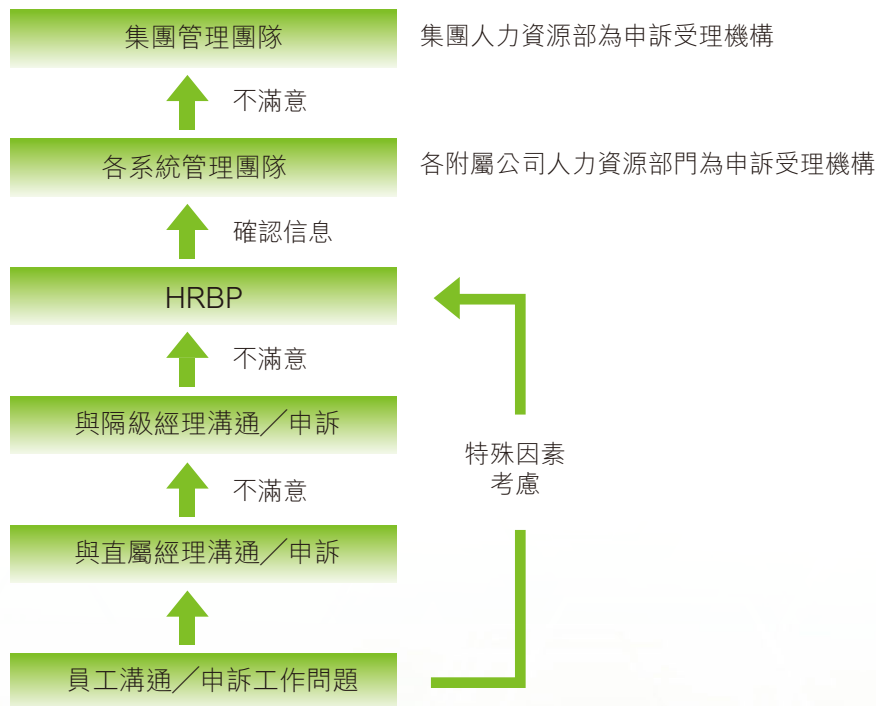 集團管理團隊
集團人力資源部為申訴受理機構
不滿意
各系統管理團隊
各附屬公司人力資源部門為申訴受理機構
確認信息
HRBP
不滿意
與隔級經理溝通／申訴
特殊因素
考慮
不滿意
與直屬經理溝通／申訴
員工溝通／申訴工作問題